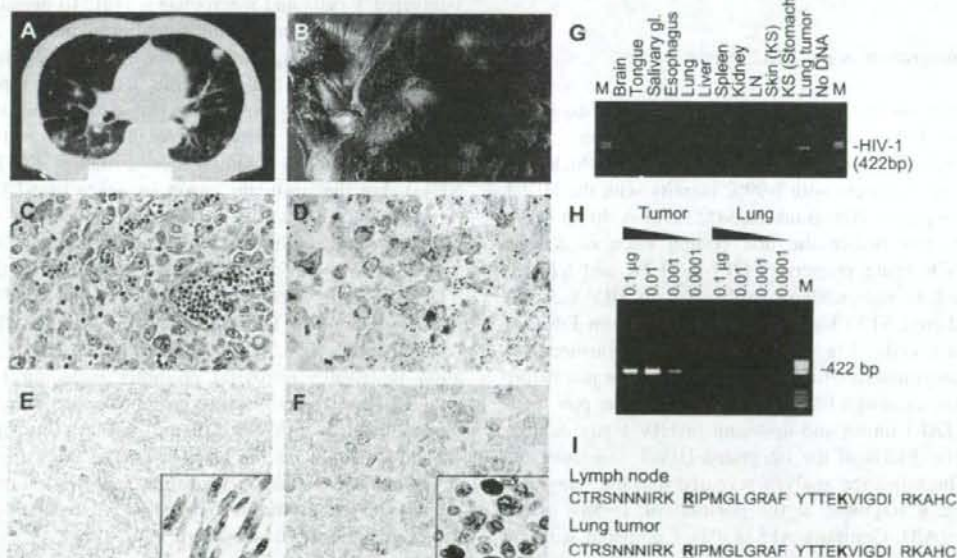 A
B
C
D
E
F
G
M
Brain
Tongue
Salivary gl.
Esophagus
Lung
Liver
Spleen
Kidney
LN
Skin (KS)
KS (Stomach
Lung tumor
No DNA
M
-HIV-1
(422bp)
H
Tumor Lung
0.1 µg
0.01
0.001
0.0001
0.1 µg
0.01
0.001
0.0001
M
-422 bp
I
Lymph node
CTRSNNNIRK RIPMGLGRAF YTTEKVIGDI RKAHC
Lung tumor
CTRSNNNIRK RIPMGLGRAF YTTEKVIGDI RKAHC